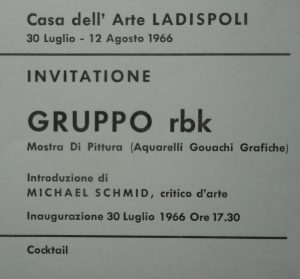 Casa dell' Arte LADISPOLI
30 Luglio - 12 Agosto 1966
INVITATIONE
GRUPPO rbk
Mostra Di Pittura (Aquarelli Gouachi Grafiche)
Introduzione di
MICHAEL SCHMID, critico d'arte
Inaugurazione 30 Luglio 1966 Ore 17.30
Cocktail